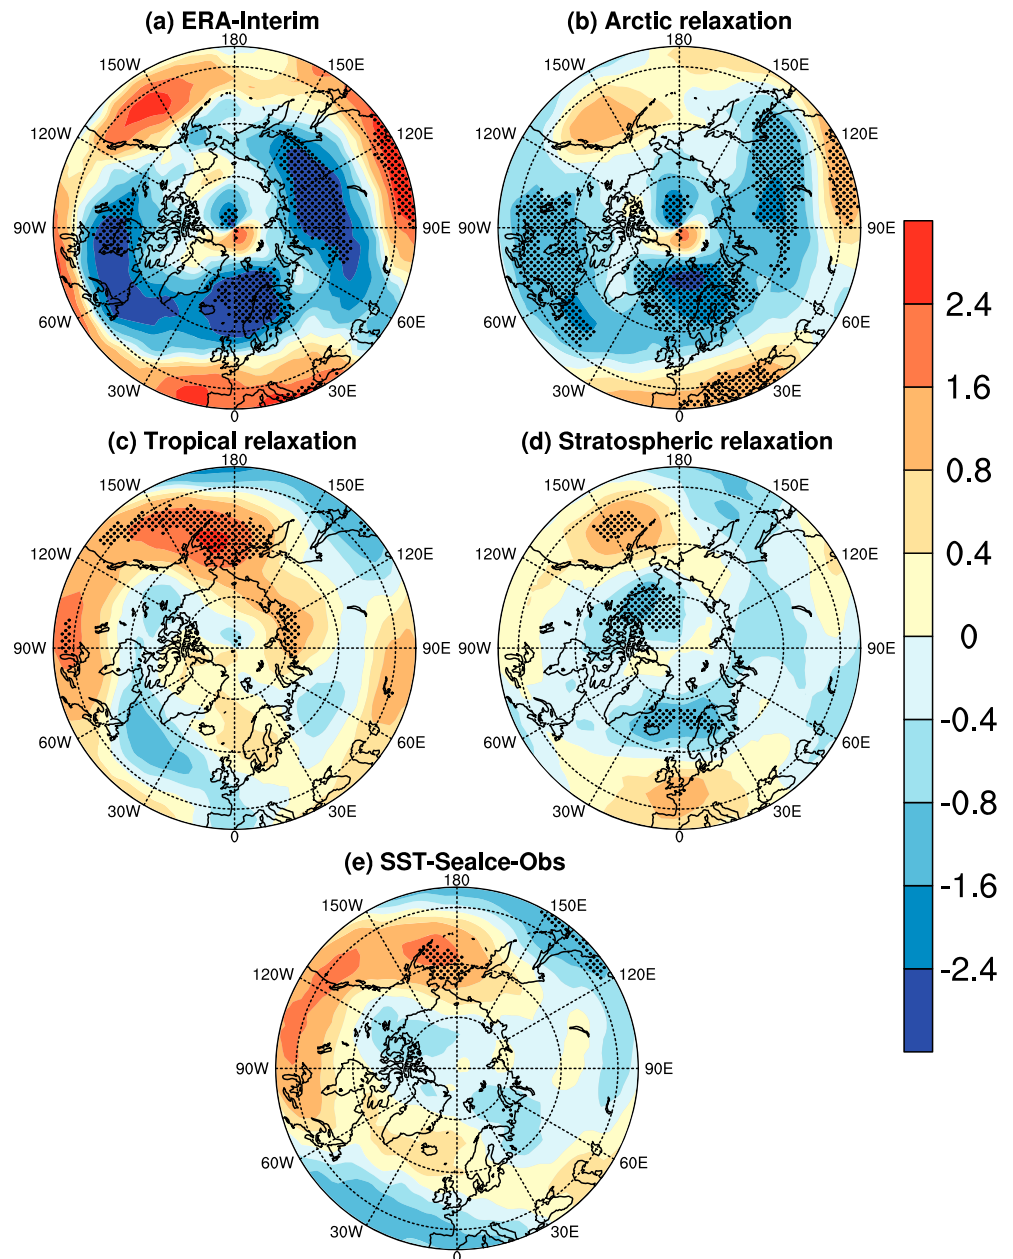 (a) ERA-Interim
(b) Arctic relaxation
180
180
150W
150E
150W
150E
120W
120E
120W
120E
90W
90E
90W
90E
60W
60E
60W
60E
30W
30E
30W
30E
0
0
(c) Tropical relaxation
(d) Stratospheric relaxation
180
180
150W
150E
150W
150E
120W
120E
120W
120E
90W
90E
90W
90E
60W
60E
60W
60E
30W
30E
30W
30E
0
0
(e) SST-SeaIce-Obs
180
150W
150E
120W
120E
90W
90E
60W
60E
30W
30E
0
2.4
1.6
0.8
0.4
0
-0.4
-0.8
-1.6
-2.4